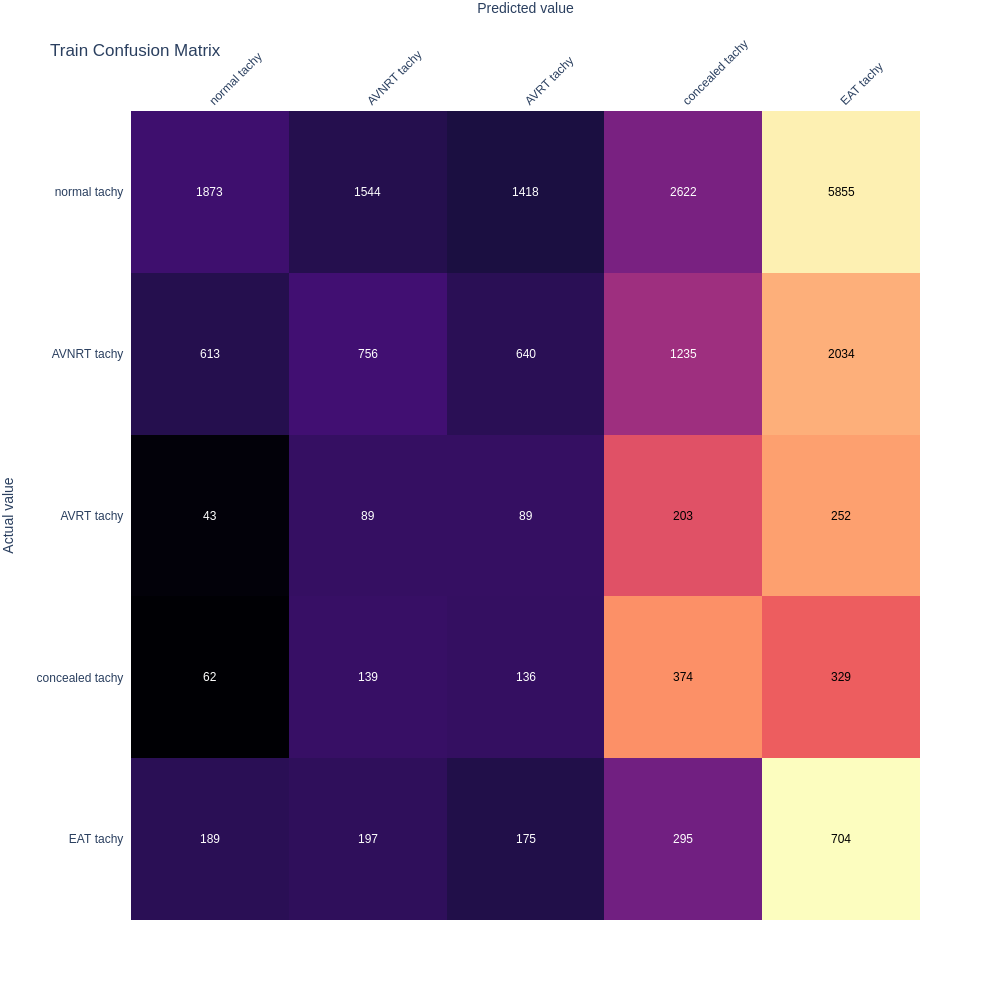 Predicted value
Train Confusion Matrix
normal tachy
AVNRT tachy
AVRT tachy
concealed tachy
EAT tachy
normal tachy 1873 1544 1418 2622 5855
AVNRT tachy 613 756 640 1235 2034
AVRT tachy 43 89 89 203 252
concealed tachy 62 139 136 374 329
EAT tachy 189 197 175 295 704
Actual value